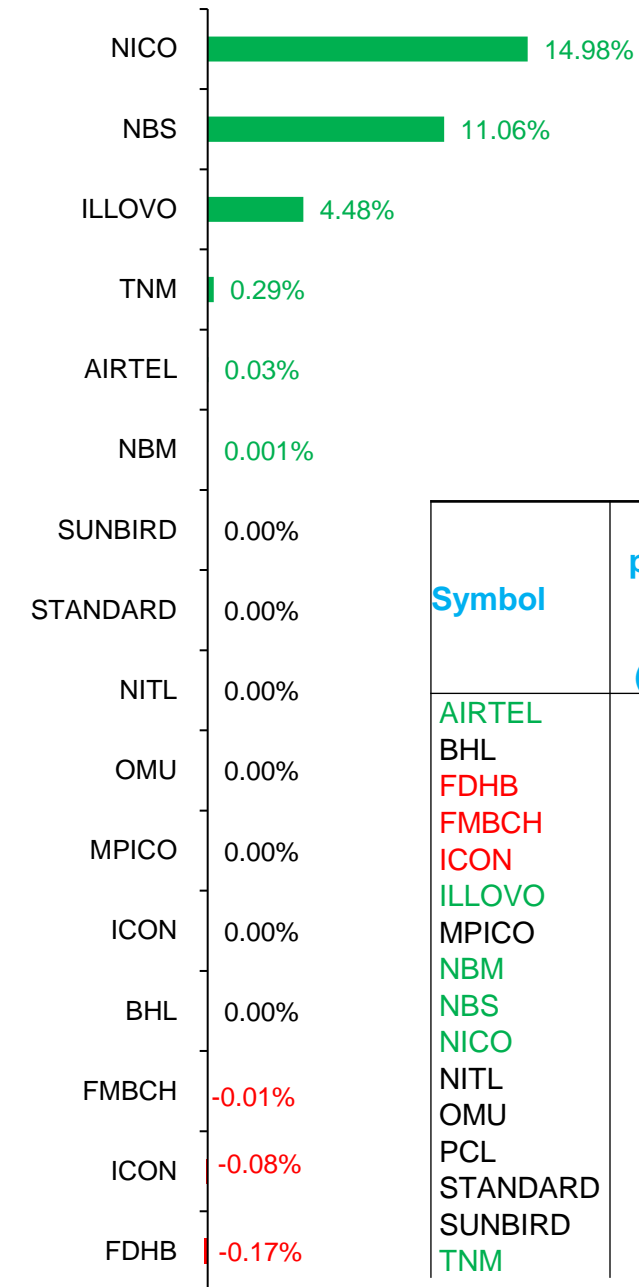 NICO 14.98%
NBS 11.06%
ILLOVO 4.48%
TNM 0.29%
AIRTEL 0.03%
NBM 0.001%
SUNBIRD 0.00%
STANDARD 0.00%
NITL 0.00%
OMU 0.00%
MPICO 0.00%
ICON 0.00%
BHL 0.00%
FMBCH -0.01%
ICON -0.08%
FDHB -0.17%
Symbol
p
(
AIRTEL
BHL
FDHB
FMBCH
ICON
ILLOVO
MPICO
NBM
NBS
NICO
NITL
OMU
PCL
STANDARD
SUNBIRD
TNM